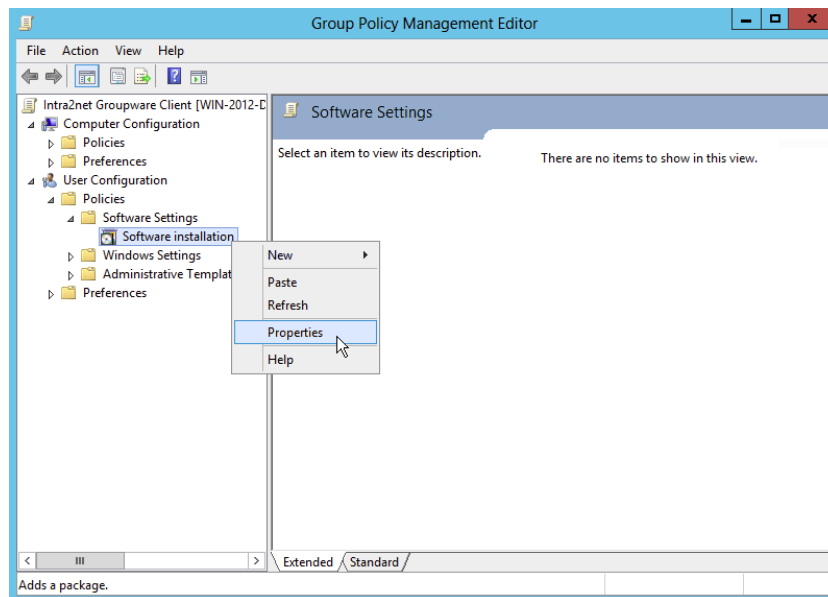 Group Policy Management Editor
File Action View Help
Intra2net Groupware Client [WIN-2012-D
Computer Configuration
Policies
Preferences
User Configuration
Policies
Software Settings
Software installation
Windows Settings
Administrative Templat
Preferences
Software Settings
Select an item to view its description.
There are no items to show in this view.
New
Paste
Refresh
Properties
Help
Extended Standard
Adds a package.